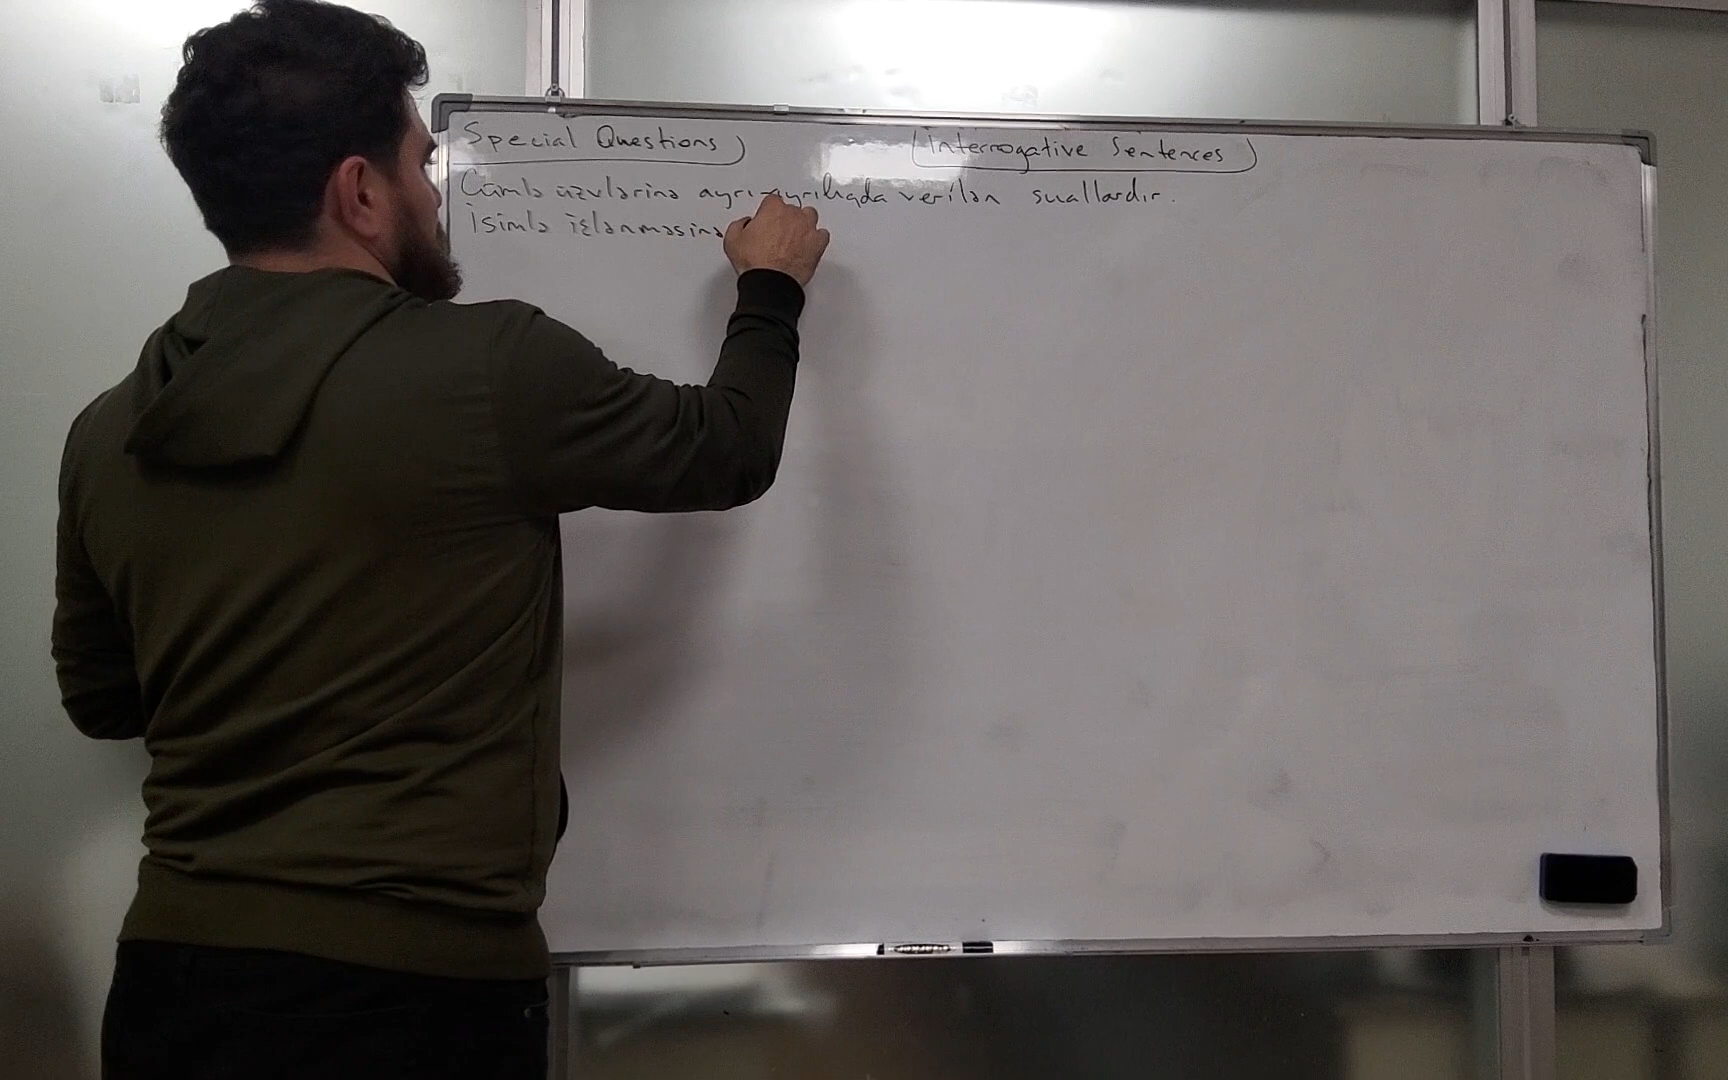 Special Questions
Interrogative Sentences
Cümlə üzvlərinə ayrı-ayrılıqda verilən suallardır.
İsimlə işlənməsinə